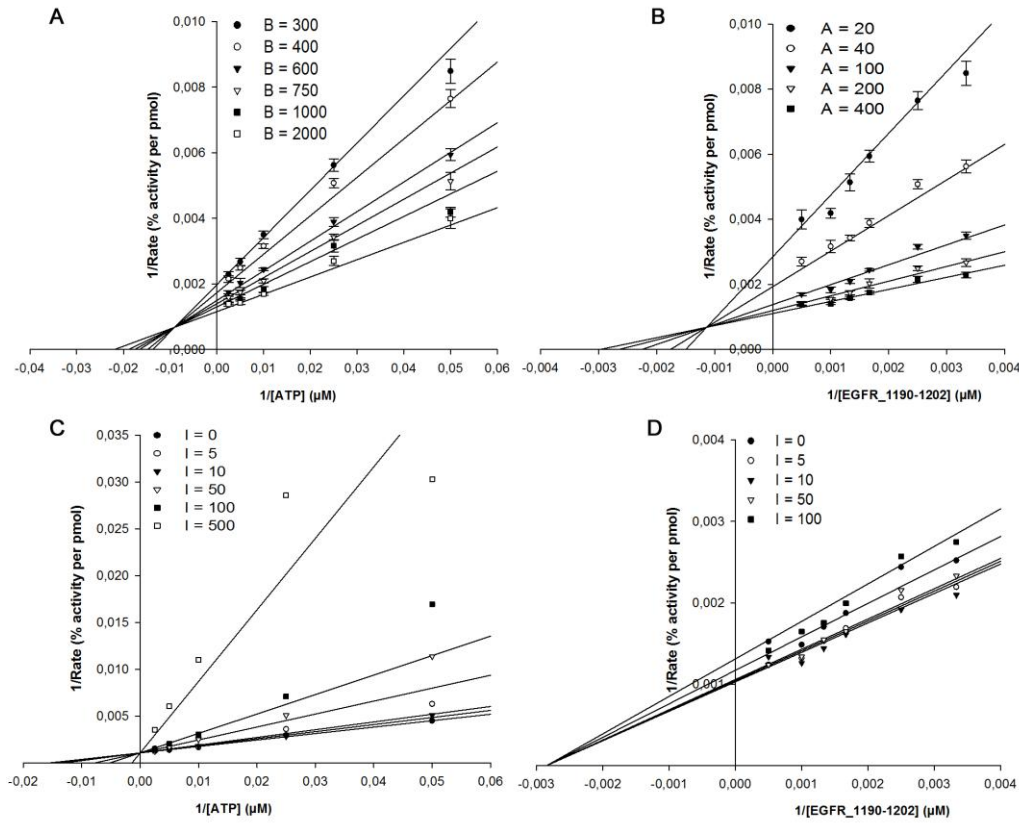 A
B = 300
B = 400
B = 600
B = 750
B = 1000
B = 2000
0,010
0,008
0,006
0,004
0,002
0,000
1/Rate (% activity per pmol)
-0,04 -0,03 -0,02 -0,01 0,00 0,01 0,02 0,03 0,04 0,05 0,06
1/[ATP] (µM)
B
A = 20
A = 40
A = 100
A = 200
A = 400
0,010
0,008
0,006
0,004
0,002
0,000
1/Rate (% activity per pmol)
-0,004 -0,003 -0,002 -0,001 0,000 0,001 0,002 0,003 0,004
1/[EGFR_1190-1202] (µM)
C
I = 0
I = 5
I = 10
I = 50
I = 100
I = 500
0,035
0,030
0,025
0,020
0,015
0,010
0,005
1/Rate (% activity per pmol)
-0,02 -0,01 0,00 0,01 0,02 0,03 0,04 0,05 0,06
1/[ATP] (µM)
D
I = 0
I = 5
I = 10
I = 50
I = 100
0,004
0,003
0,002
0,001
1/Rate (% activity per pmol)
-0,003 -0,002 -0,001 0,000 0,001 0,002 0,003 0,004
1/[EGFR_1190-1202] (µM)